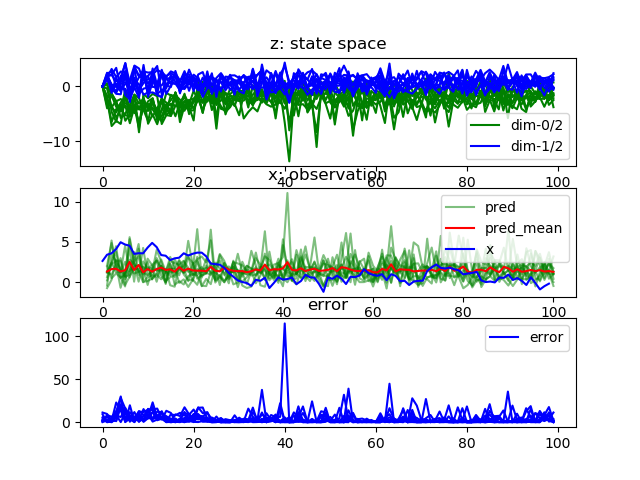 z: state space
0
−10
dim-0/2
dim-1/2
0 20 40 60 80 100
x: observation
10
5
0
pred
pred_mean
x
0 20 40 60 80 100
error
100
50
0
error
0 20 40 60 80 100